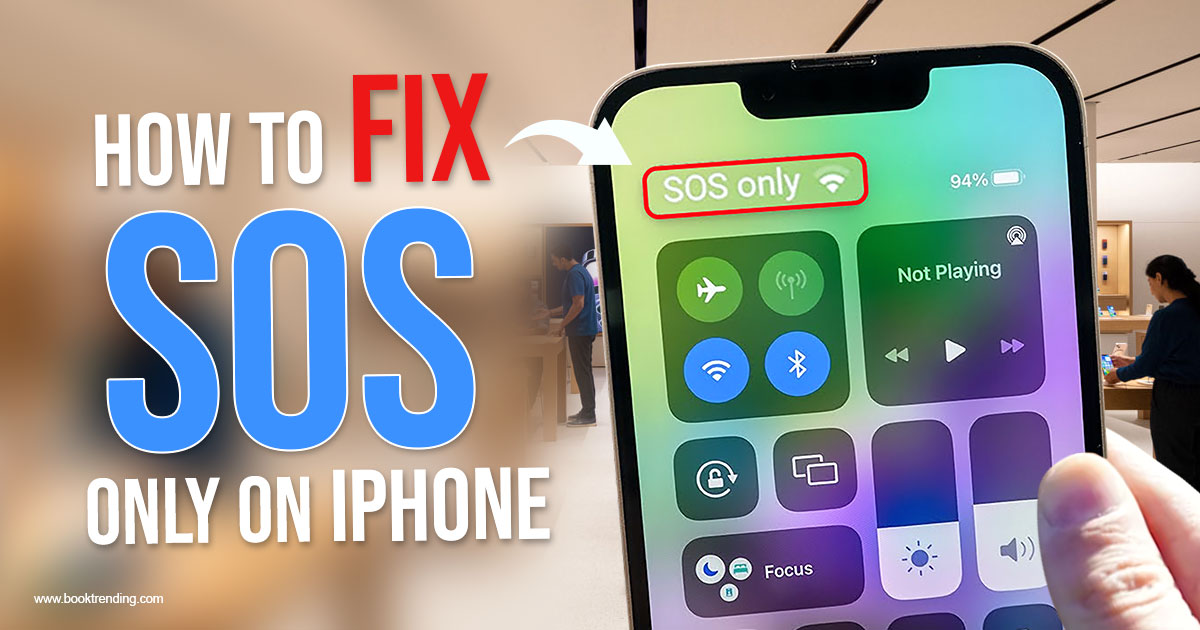 HOW TO FIX
SOS
ONLY ON IPHONE
www.booktrending.com
SOS only
94%
Not Playing
Focus